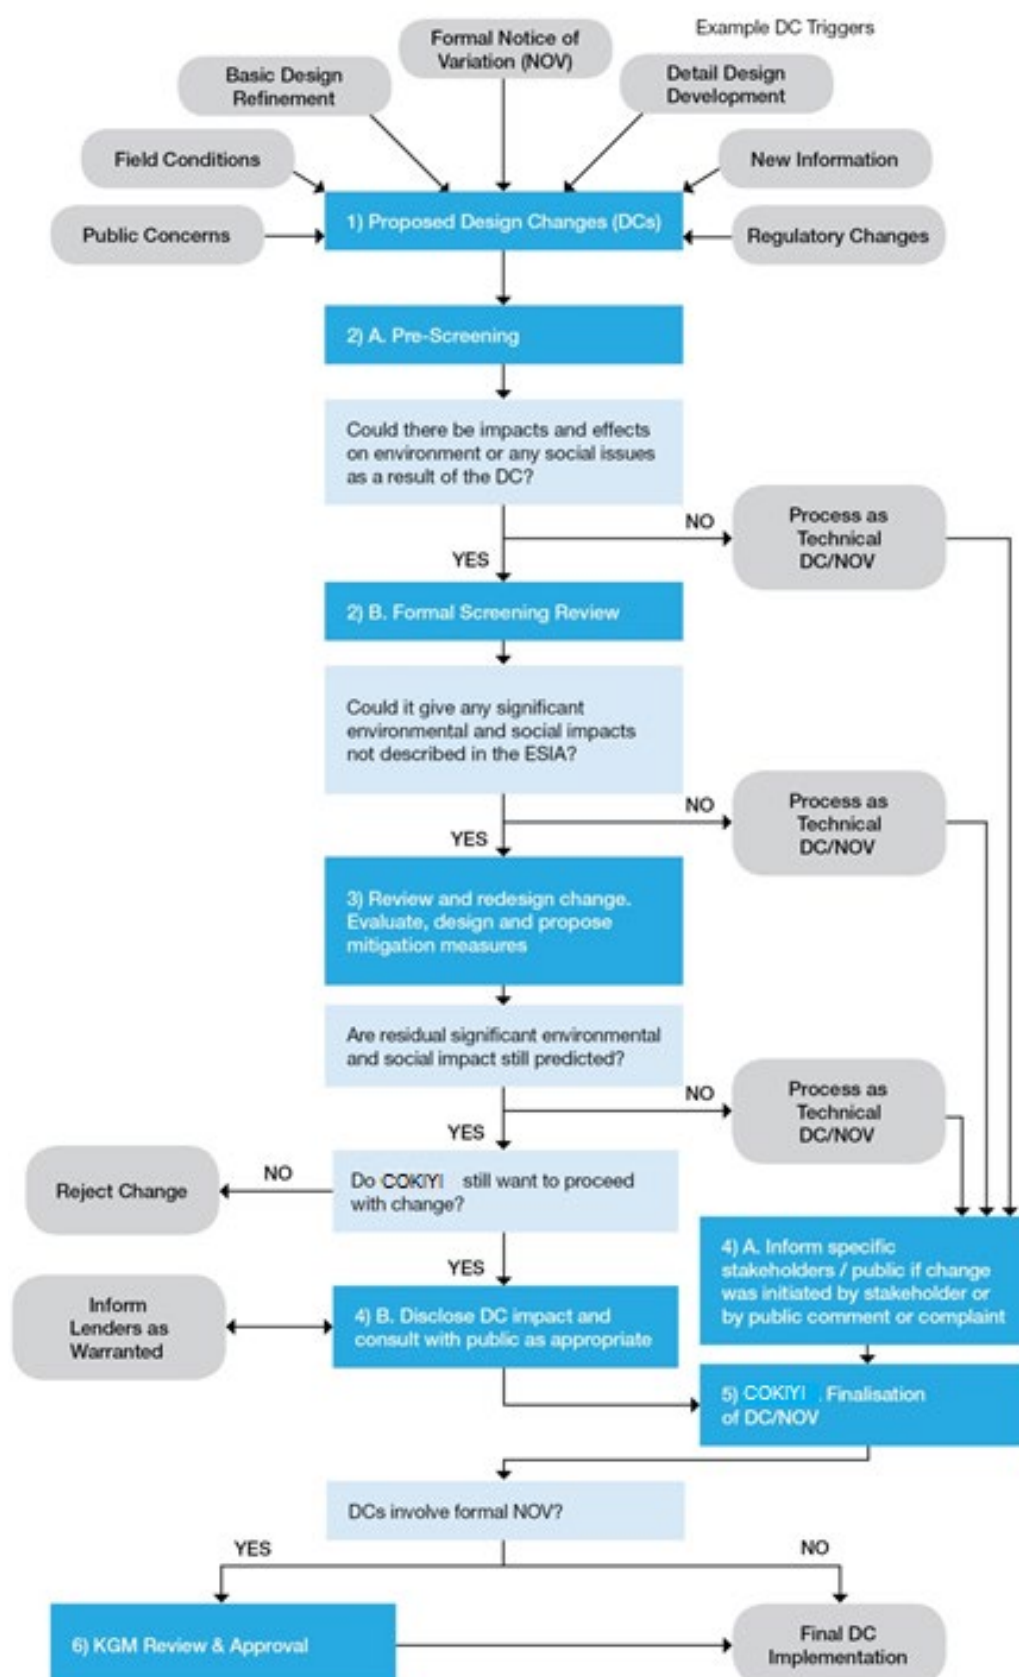 Example DC Triggers
Formal Notice of
Variation (NOV)
Basic Design
Refinement
Detail Design
Development
Field Conditions
New Information
Public Concerns
1) Proposed Design Changes (DCs)
Regulatory Changes
2) A. Pre-Screening
Could there be impacts and effects
on environment or any social issues
as a result of the DC?
NO
Process as
Technical
DC/NOV
YES
2) B. Formal Screening Review
Could it give any significant
environmental and social impacts
not described in the ESIA?
NO
Process as
Technical
DC/NOV
YES
3) Review and redesign change.
Evaluate, design and propose
mitigation measures
Are residual significant environmental
and social impact still predicted?
NO
Process as
Technical
DC/NOV
YES
Reject Change
NO
Do COKIYI still want to proceed
with change?
YES
4) A. Inform specific
stakeholders / public if change
was initiated by stakeholder or
by public comment or complaint
Inform
Lenders as
Warranted
4) B. Disclose DC impact and
consult with public as appropriate
5) COKIYI . Finalisation
of DC/NOV
DCs involve formal NOV?
YES
NO
6) KGM Review & Approval
Final DC
Implementation